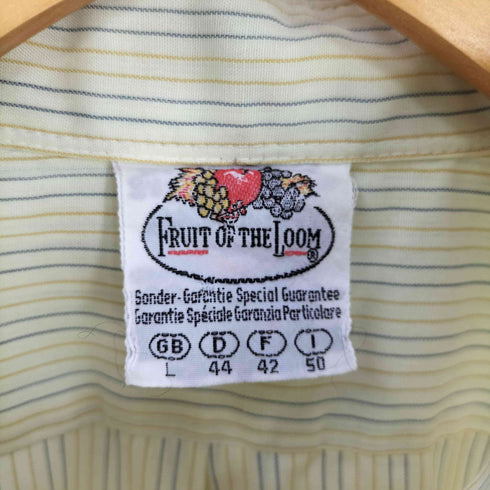 FRUIT OF THE LOOM®
Sonder-Garantie Special Guarantee
Garantie Spéciale Garanzia Particolare
GB D F I
L 44 42 50